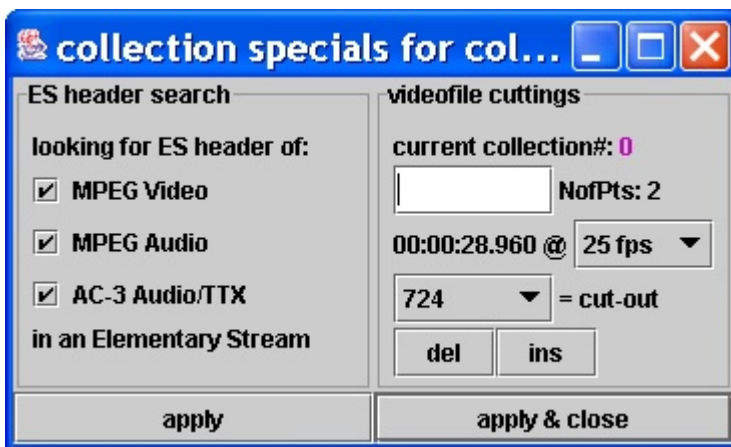 collection specials for col...
ES header search
looking for ES header of:
MPEG Video
MPEG Audio
AC-3 Audio/TTX
in an Elementary Stream
videofile cuttings
current collection#: 0
NofPts: 2
00:00:28.960 @ 25 fps
724 = cut-out
del ins
apply apply & close